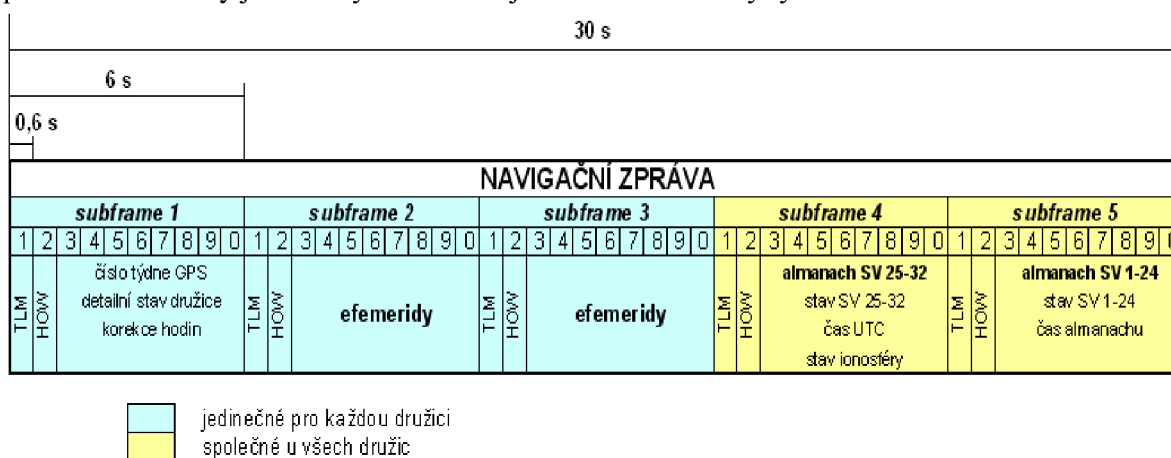 30 s
6 s
0,6 s
NAVIGAČNÍ ZPRÁVA
subframe 1 subframe 2 subframe 3 subframe 4 subframe 5
1 2 3 4 5 6 7 8 9 0 1 2 3 4 5 6 7 8 9 0 1 2 3 4 5 6 7 8 9 0 1 2 3 4 5 6 7 8 9 0 1 2 3 4 5 6 7 8 9 0
TLM HOW
číslo týdne GPS
detailní stav družice
korekce hodin
TLM HOW
efemeridy
TLM HOW
efemeridy
TLM HOW
almanach SV 25-32
stav SV 25-32
čas UTC
stav ionosféry
TLM HOW
almanach SV 1-24
stav SV 1-24
čas almanachu
jedinečné pro každou družici
společné u všech družic